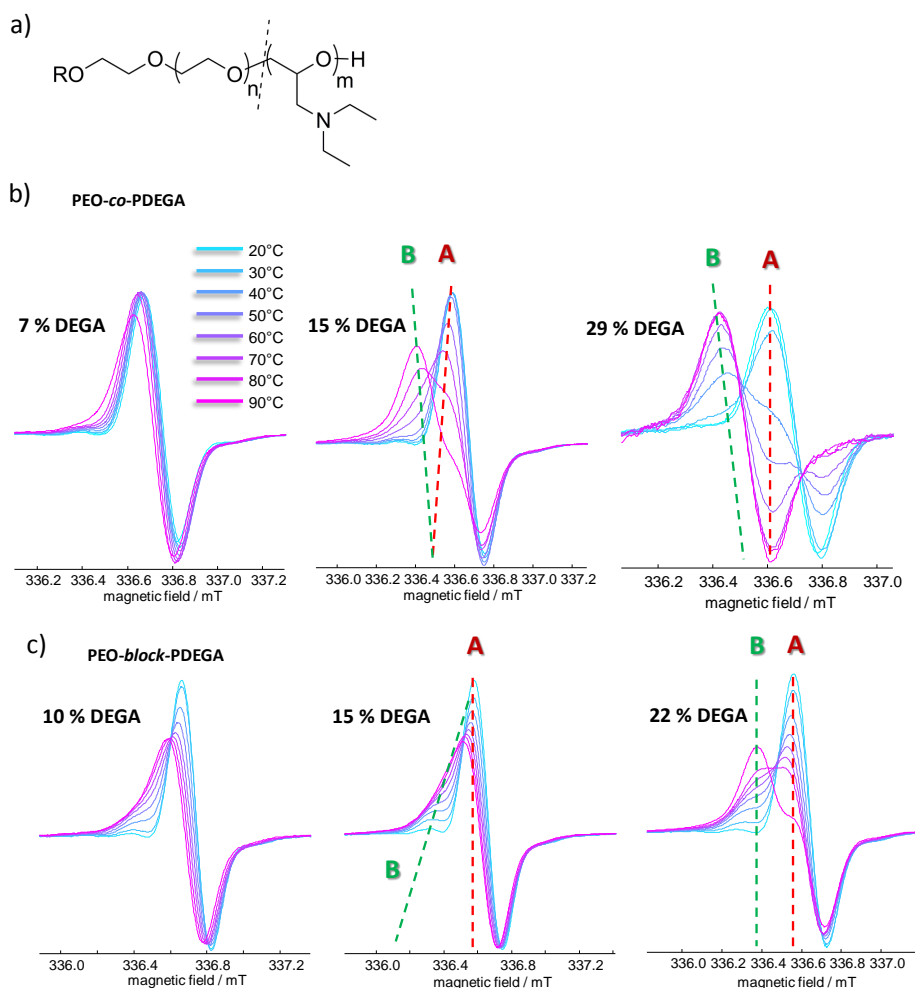 a)
RO
O
O
n
O
H
m
N
b)
PEO-co-PDEGA
20°C
30°C
40°C
50°C
60°C
70°C
80°C
90°C
7 % DEGA
336.2 336.4 336.6 336.8 337.0 337.2
magnetic field / mT
B A
15 % DEGA
336.0 336.2 336.4 336.6 336.8 337.0 337.2
magnetic field / mT
B A
29 % DEGA
336.2 336.4 336.6 336.8 337.0
magnetic field / mT
c)
PEO-block-PDEGA
10 % DEGA
336.0 336.4 336.8 337.2
magnetic field / mT
A
15 % DEGA
B
336.0 336.4 336.8 337.2
magnetic field / mT
B A
22 % DEGA
336.0 336.2 336.4 336.6 336.8 337.0
magnetic field / mT